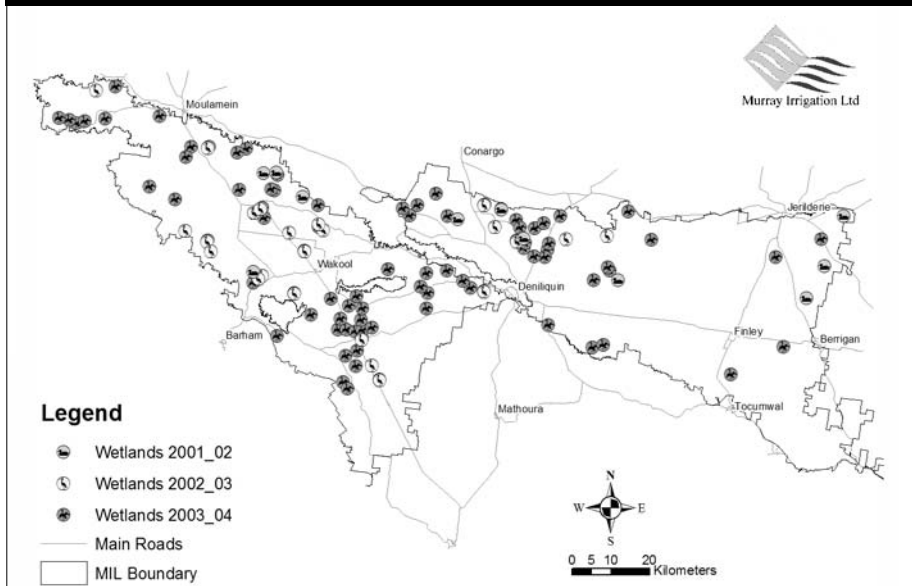 Murray Irrigation Ltd
Moulamein
Conargo
Jerilderie
Wakool
Deniliquin
Barham
Finley
Berrigan
Mathoura
Tocumwal
Legend
Wetlands 2001_02
Wetlands 2002_03
Wetlands 2003_04
Main Roads
MIL Boundary
N
W E
S
0 5 10 20
Kilometers